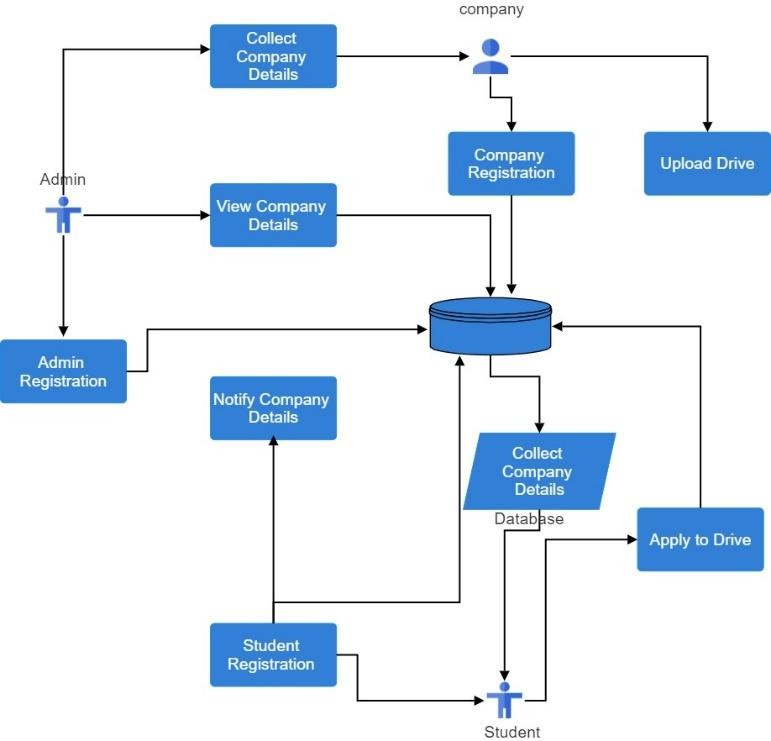 company
Collect
Company
Details
Company
Registration
Upload Drive
Admin
View Company
Details
Admin
Registration
Notify Company
Details
Collect
Company
Details
Database
Apply to Drive
Student
Registration
Student